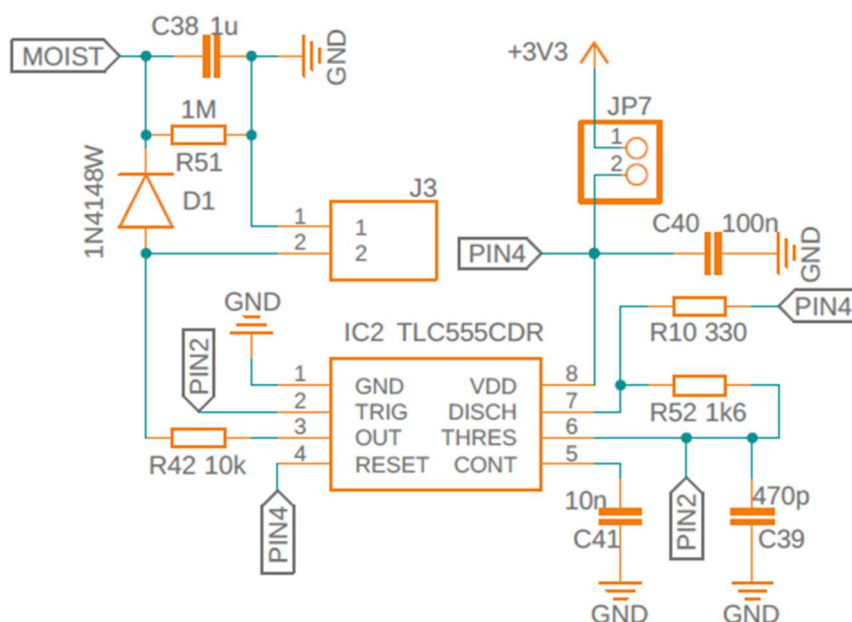 C38 1u
MOIST
GND
1M
R51
1N4148W
D1
J3
1 1
2 2
+3V3
JP7
1
2
PIN4
C40 100n
GND
PIN4
R10 330
GND
IC2 TLC555CDR
PIN2
1 GND VDD 8
2 TRIG DISCH 7
3 OUT THRES 6
4 RESET CONT 5
R52 1k6
R42 10k
PIN4
10n
C41
GND
PIN2
470p
C39
GND